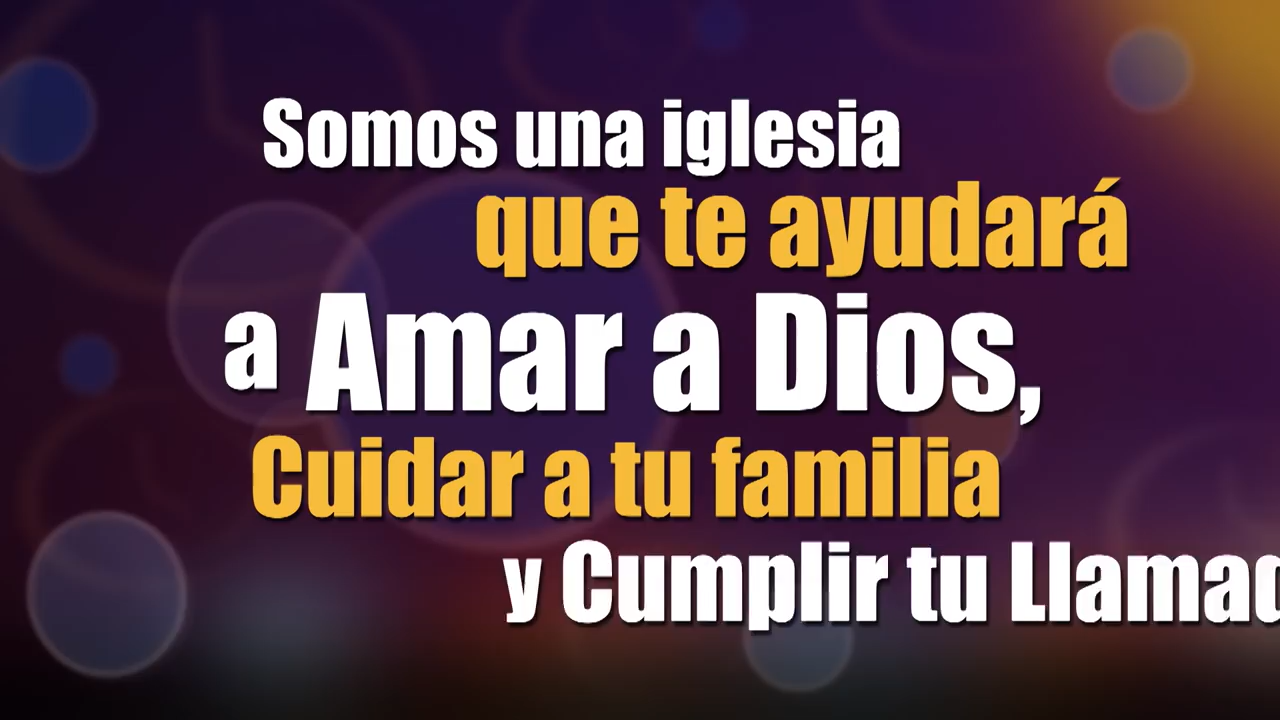 Somos una iglesia
que te ayudará
a Amar a Dios,
Cuidar a tu familia
y Cumplir tu Llamad